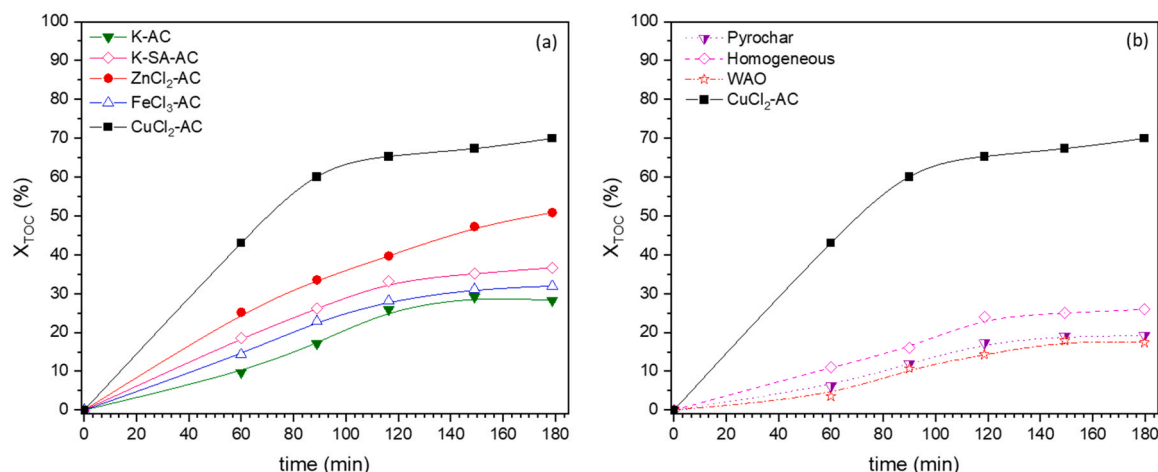 100
90
80
70
60
50
40
30
20
10
0
X_TOC (%)
K-AC
K-SA-AC
ZnCl₂-AC
FeCl₃-AC
CuCl₂-AC
(a)
0 20 40 60 80 100 120 140 160 180
time (min)
100
90
80
70
60
50
40
30
20
10
0
X_TOC (%)
Pyrochar
Homogeneous
WAO
CuCl₂-AC
(b)
0 20 40 60 80 100 120 140 160 180
time (min)